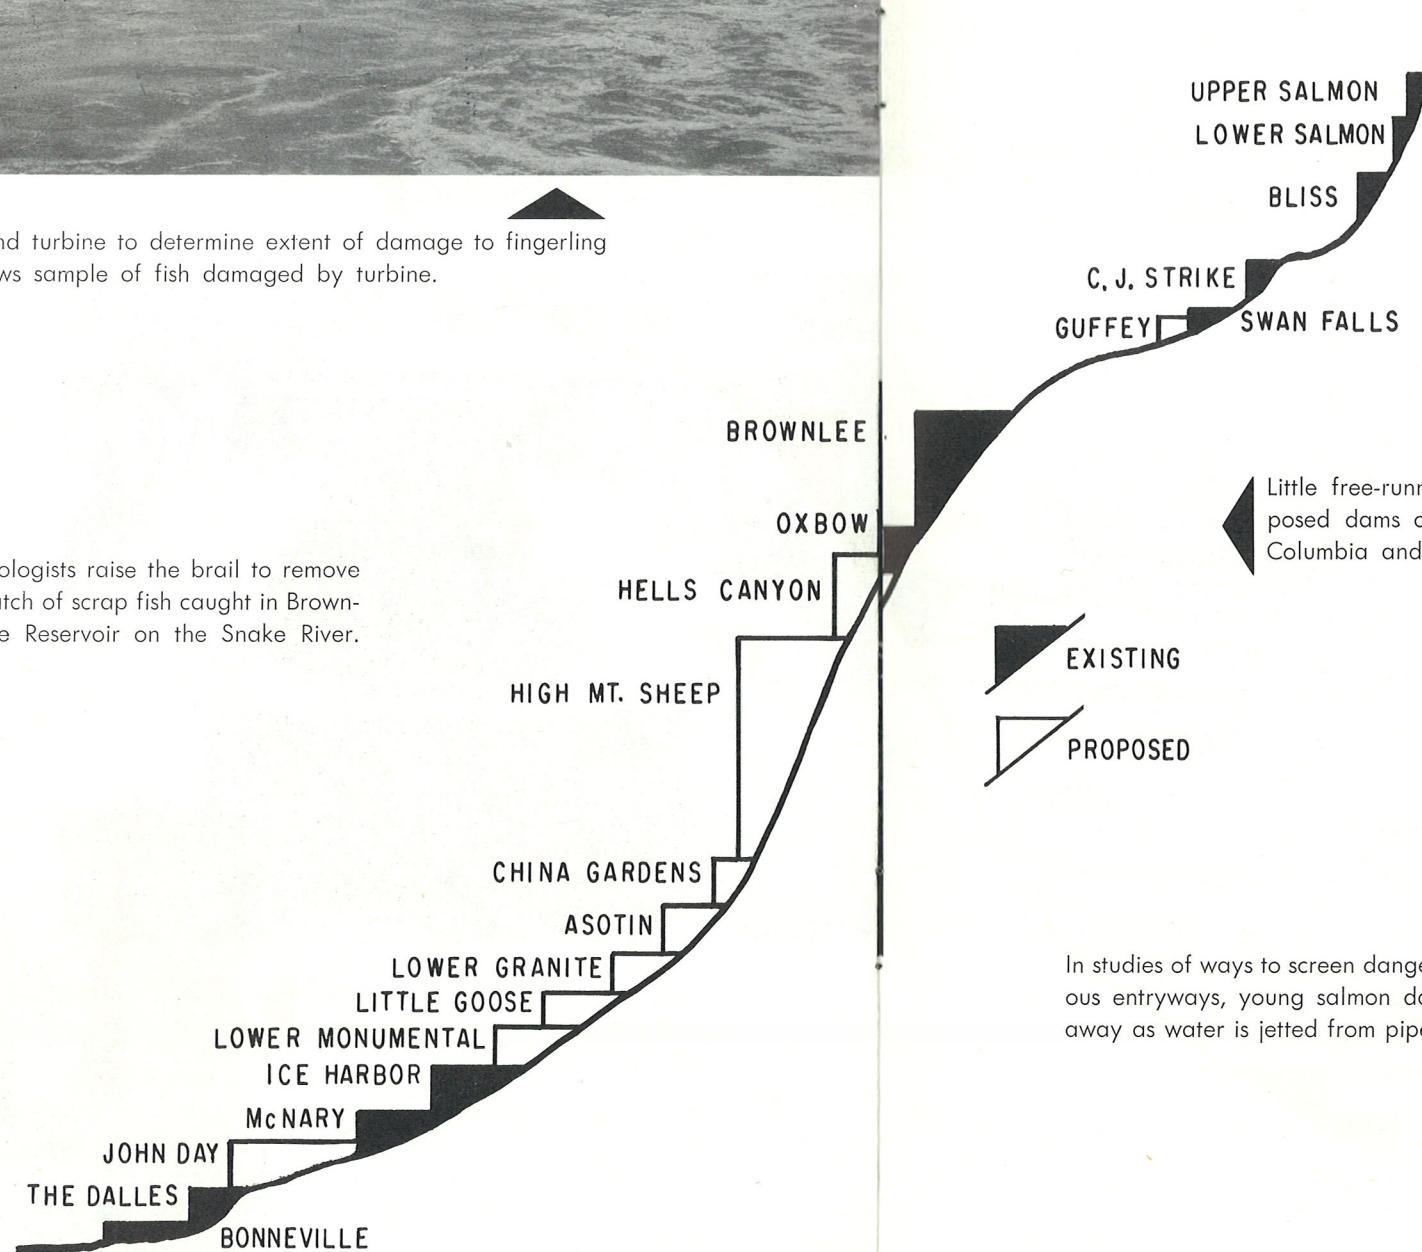 nd turbine to determine extent of damage to fingerling
ws sample of fish damaged by turbine.
ologists raise the brail to remove
atch of scrap fish caught in Brown-
e Reservoir on the Snake River.
UPPER SALMON
LOWER SALMON
BLISS
C. J. STRIKE
GUFFEY
SWAN FALLS
BROWNLEE
OXBOW
HELLS CANYON
HIGH MT. SHEEP
CHINA GARDENS
ASOTIN
LOWER GRANITE
LITTLE GOOSE
LOWER MONUMENTAL
ICE HARBOR
McNARY
JOHN DAY
THE DALLES
BONNEVILLE
Little free-runn
posed dams
Columbia and
EXISTING
PROPOSED
In studies of ways to screen dange
ous entryways, young salmon da
away as water is jetted from pipe